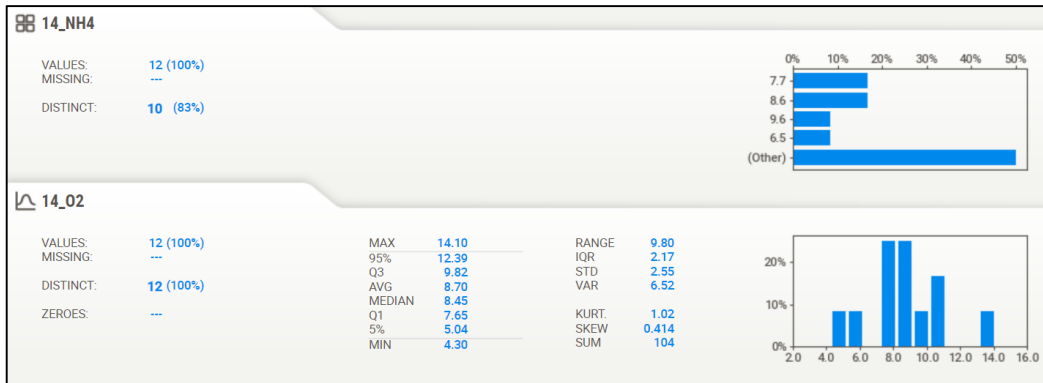 14_NH4
VALUES: 12 (100%)
MISSING: ---
DISTINCT: 10 (83%)
0% 10% 20% 30% 40% 50%
7.7
8.6
9.6
6.5
(Other)
14_O2
VALUES: 12 (100%)
MISSING: ---
DISTINCT: 12 (100%)
ZEROES: ---
MAX 14.10
95% 12.39
Q3 9.82
AVG 8.70
MEDIAN 8.45
Q1 7.65
5% 5.04
MIN 4.30
RANGE 9.80
IQR 2.17
STD 2.55
VAR 6.52
KURT. 1.02
SKEW 0.414
SUM 104
20%
10%
0%
2.0 4.0 6.0 8.0 10.0 12.0 14.0 16.0